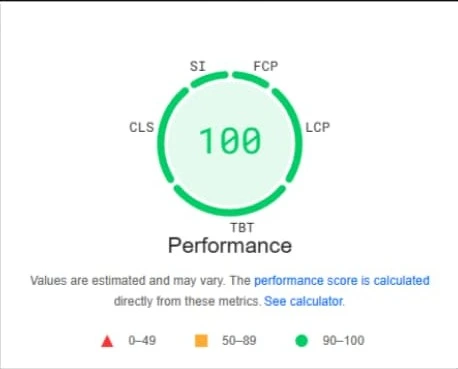 SI FCP
CLS LCP
100
TBT
Performance
Values are estimated and may vary. The performance score is calculated
directly from these metrics. See calculator.
0–49 50–89 90–100